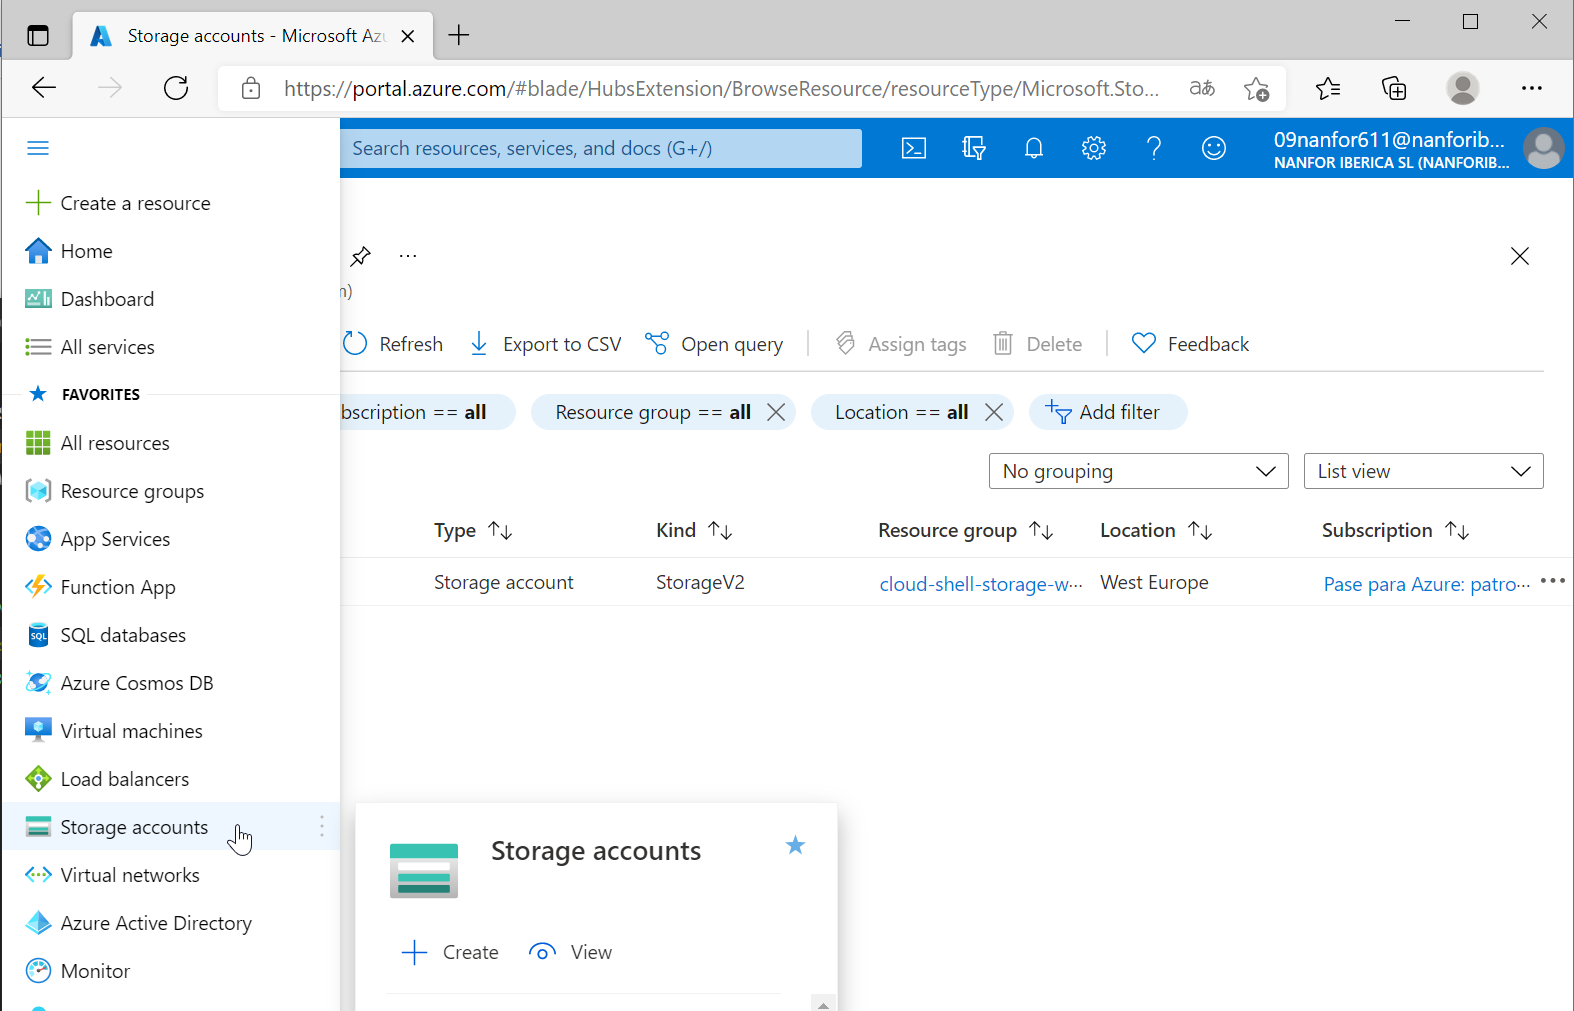 Storage accounts - Microsoft Azu
https://portal.azure.com/#blade/HubsExtension/BrowseResource/resourceType/Microsoft.Sto...
Search resources, services, and docs (G+/)
09nanfor611@nanforib...
NANFOR IBERICA SL (NANFORIB...
Create a resource
Home
Dashboard
All services
FAVORITES
All resources
Resource groups
App Services
Function App
SQL databases
Azure Cosmos DB
Virtual machines
Load balancers
Storage accounts
Virtual networks
Azure Active Directory
Monitor
n)
Refresh
Export to CSV
Open query
Assign tags
Delete
Feedback
bscription == all
Resource group == all
Location == all
Add filter
No grouping
List view
Type
Kind
Resource group
Location
Subscription
Storage account
StorageV2
cloud-shell-storage-w...
West Europe
Pase para Azure: patro...
Storage accounts
Create
View